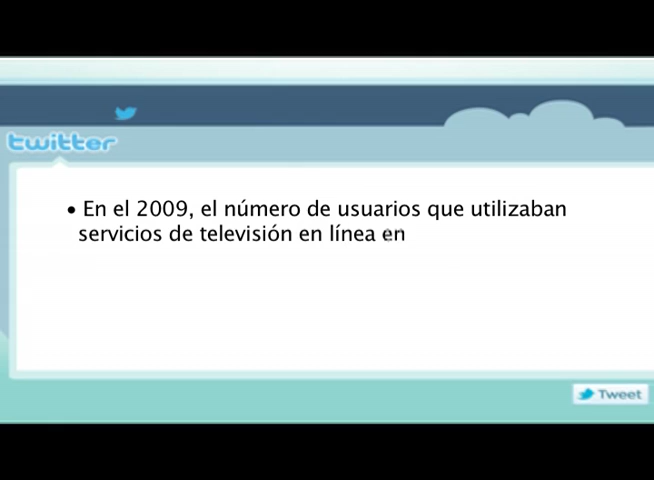 twitter
• En el 2009, el número de usuarios que utilizaban
servicios de televisión en línea en
Tweet